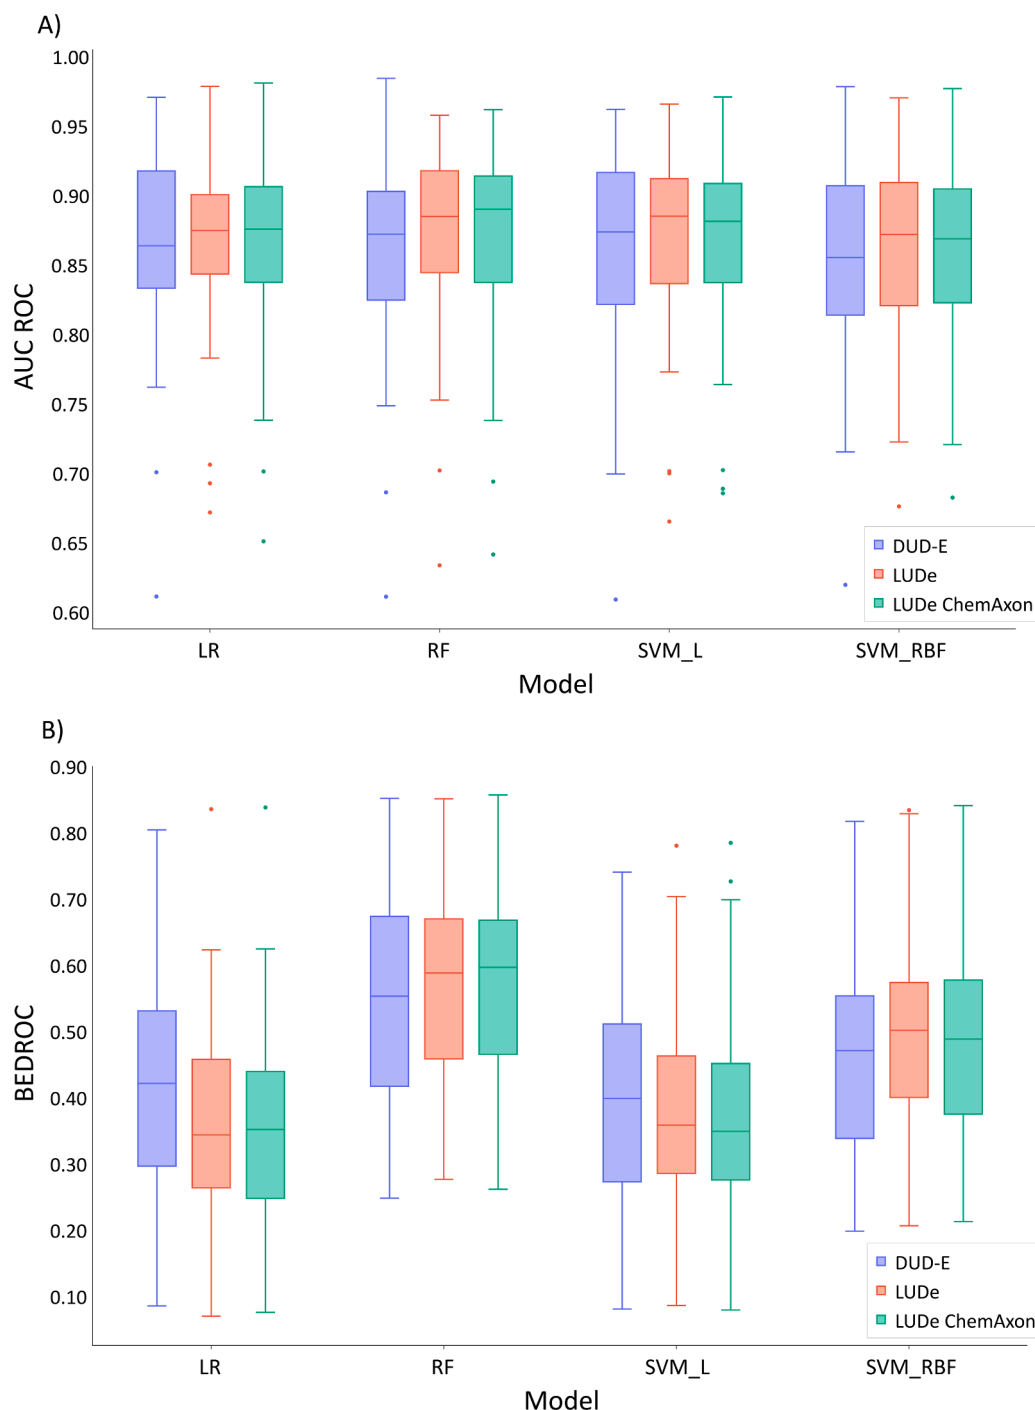 A)
1.00
0.95
0.90
0.85
0.80
0.75
0.70
0.65
0.60
AUC ROC
DUD-E
LUDe
LUDe ChemAxon
LR RF SVM_L SVM_RBF
Model
B)
0.90
0.80
0.70
0.60
0.50
0.40
0.30
0.20
0.10
BEDROC
DUD-E
LUDe
LUDe ChemAxon
LR RF SVM_L SVM_RBF
Model